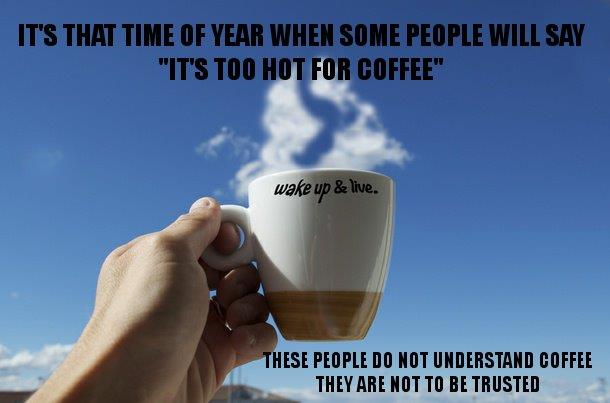 IT'S THAT TIME OF YEAR WHEN SOME PEOPLE WILL SAY
"IT'S TOO HOT FOR COFFEE"
wake up & live.
THESE PEOPLE DO NOT UNDERSTAND COFFEE
THEY ARE NOT TO BE TRUSTED